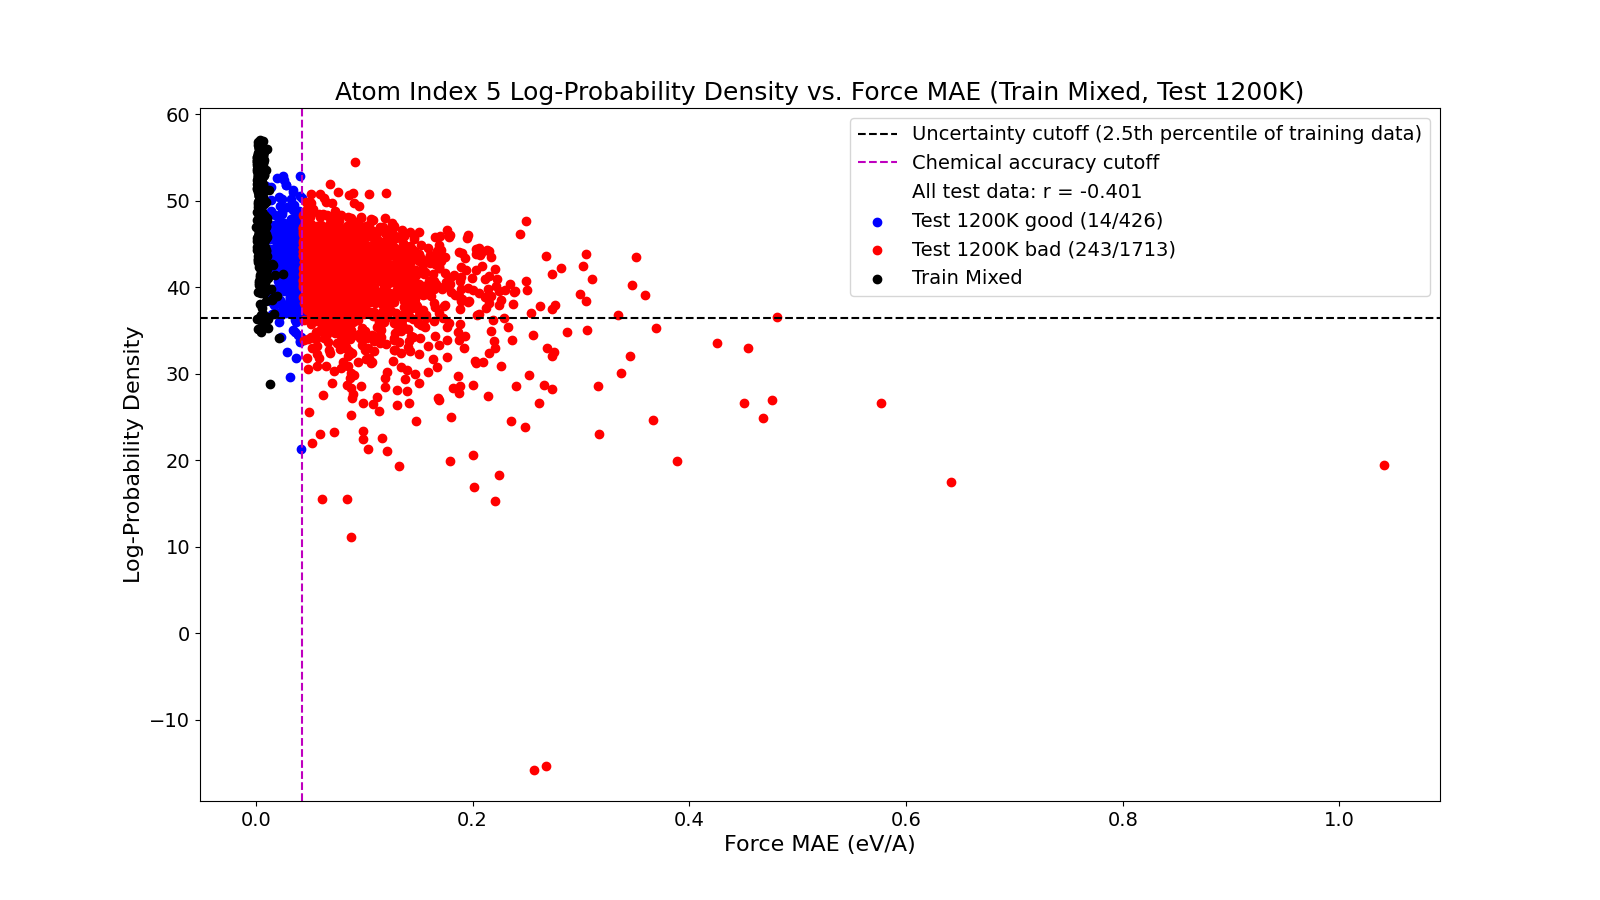 Atom Index 5 Log-Probability Density vs. Force MAE (Train Mixed, Test 1200K)
Uncertainty cutoff (2.5th percentile of training data)
Chemical accuracy cutoff
All test data: r = -0.401
Test 1200K good (14/426)
Test 1200K bad (243/1713)
Train Mixed
Log-Probability Density
60
50
40
30
20
10
0
−10
0.0
0.2
0.4
0.6
0.8
1.0
Force MAE (eV/A)